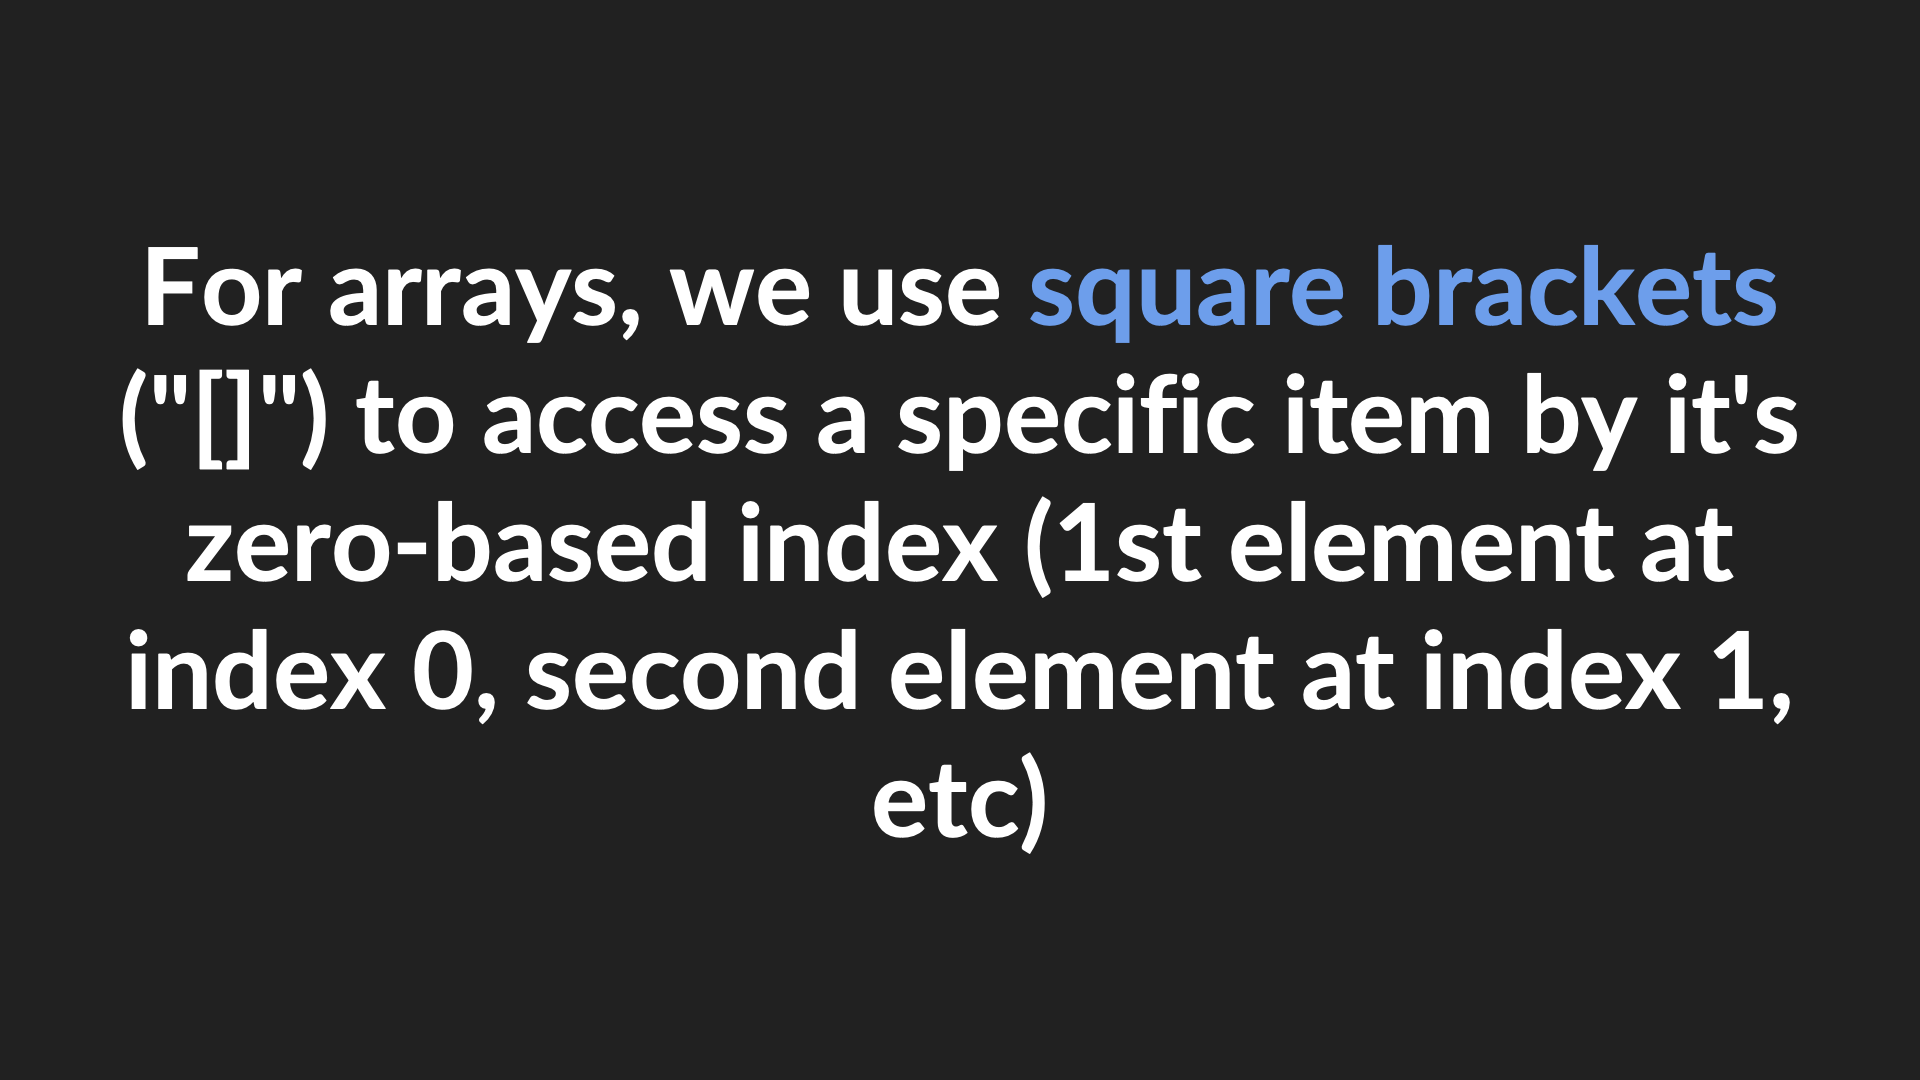 For arrays, we use square brackets
("[]") to access a specific item by it's
zero-based index (1st element at
index 0, second element at index 1,
etc)